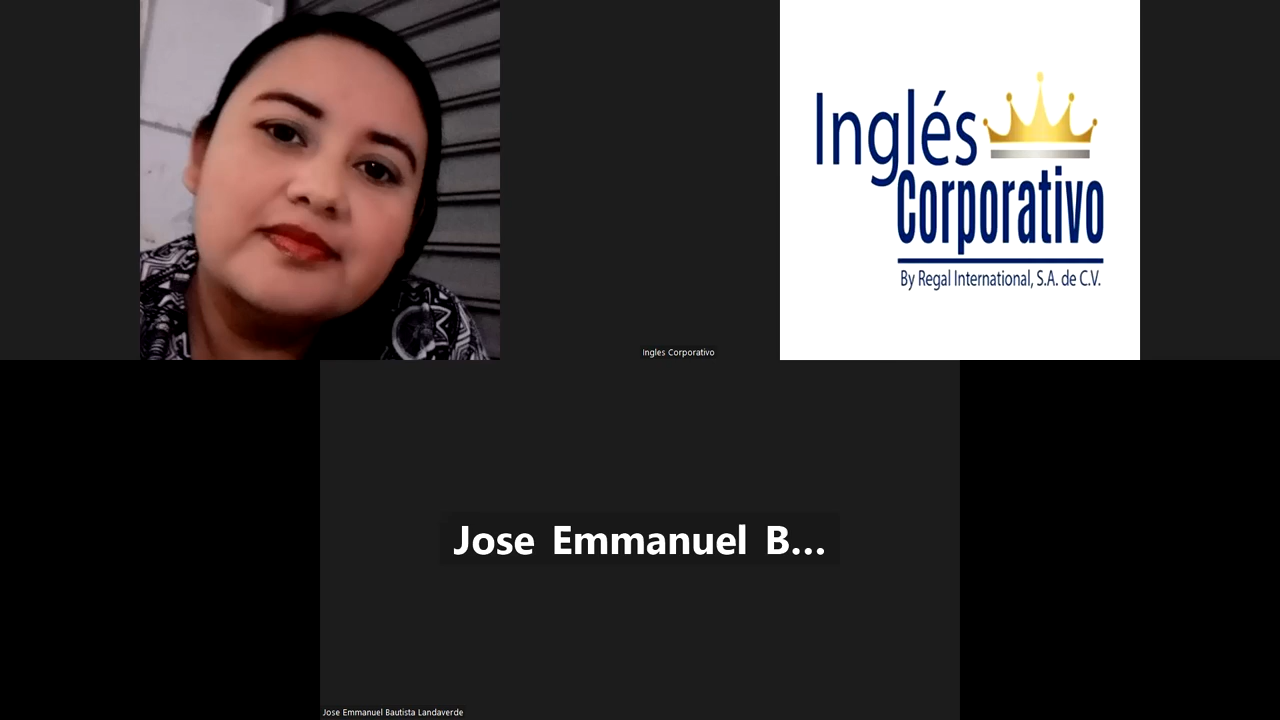 Inglés
Corporativo
By Regal International, S.A. de C.V.
Ingles Corporativo
Jose Emmanuel B...
Jose Emmanuel Bautista Landaverde